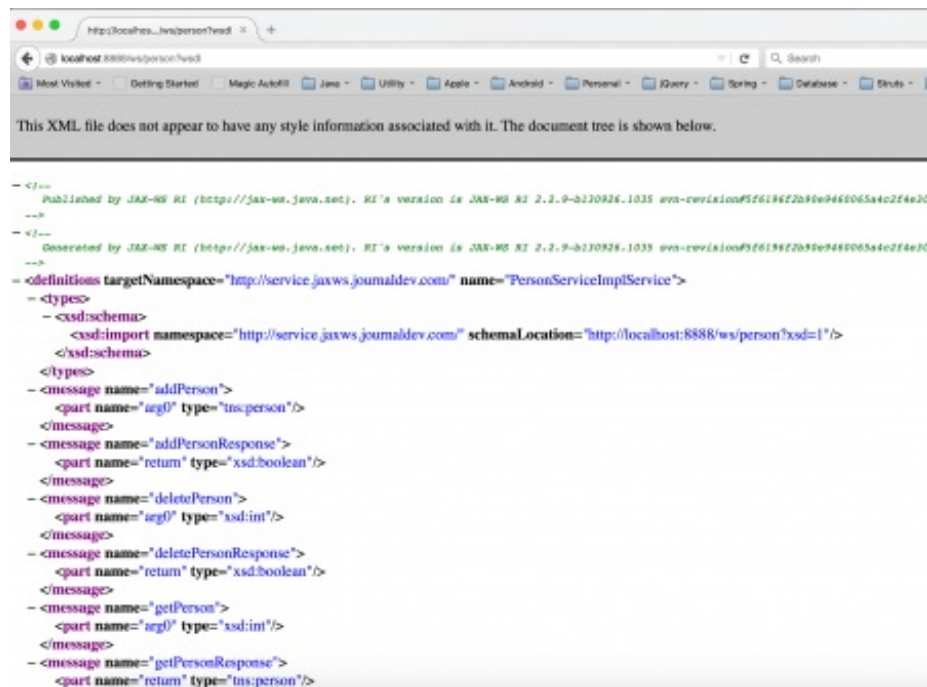 http://localhos...lws/person?wsdl × +
localhost:8888/ws/person?wsdl C Search
Most Visited Getting Started Magic Autofill Java Utility Apple Android Personal jQuery Spring Database Struts
This XML file does not appear to have any style information associated with it. The document tree is shown below.
- <!--
Published by JAX-WS RI (http://jax-ws.java.net). RI's version is JAX-WS RI 2.2.9-b130926.1035
-->
- <!--
Generated by JAX-WS RI (http://jax-ws.java.net). RI's version is JAX-WS RI 2.2.9-b130926.1035
-->
- <definitions targetNamespace="http://service.jaxws.journaldev.com/" name="PersonServiceImplService">
- <types>
- <xsd:schema>
<xsd:import namespace="http://service.jaxws.journaldev.com/" schemaLocation="http://localhost:8888/ws/person?xsd=1"/>
</xsd:schema>
</types>
- <message name="addPerson">
<part name="arg0" type="tns:person"/>
</message>
- <message name="addPersonResponse">
<part name="return" type="xsd:boolean"/>
</message>
- <message name="deletePerson">
<part name="arg0" type="xsd:int"/>
</message>
- <message name="deletePersonResponse">
<part name="return" type="xsd:boolean"/>
</message>
- <message name="getPerson">
<part name="arg0" type="xsd:int"/>
</message>
- <message name="getPersonResponse">
<part name="return" type="tns:person"/>